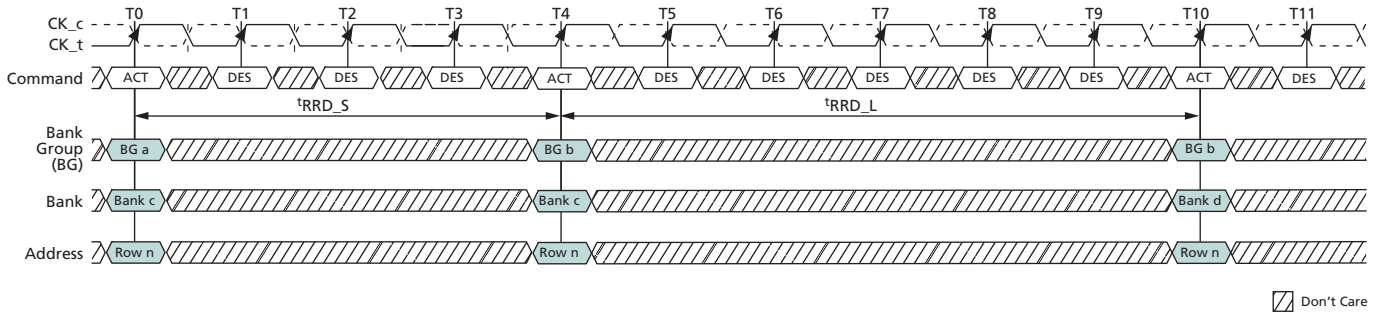 T0 T1 T2 T3 T4 T5 T6 T7 T8 T9 T10 T11
CK_c
CK_t
Command ACT DES DES DES ACT DES DES DES DES DES ACT DES
tRRD_S tRRD_L
Bank
Group
(BG)
BG a BG b BG b
Bank Bank c Bank c Bank d
Address Row n Row n Row n
Don't Care